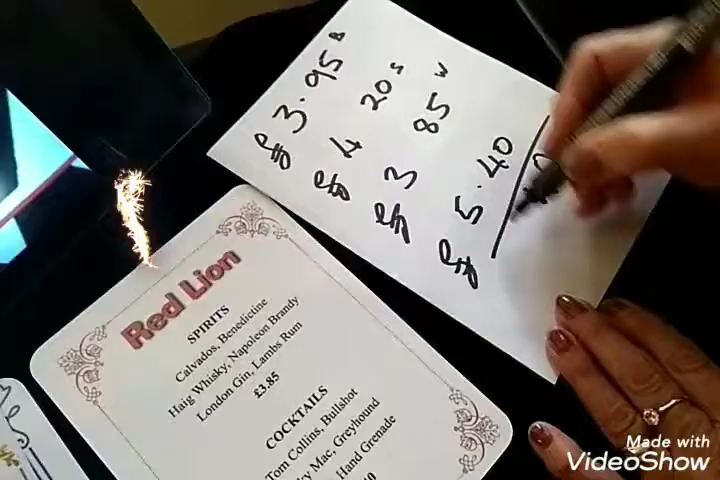 £ 3.95 B
£ 4 20 S
£ 3 85 W
£ 5.40
Red Lion
SPIRITS
Calvados, Benedictine
Haig Whisky, Napoleon Brandy
London Gin, Lambs Rum
£3.85
COCKTAILS
Tom Collins, Bullshot
Mac, Greyhound
Hand Grenade
Made with
VideoShow